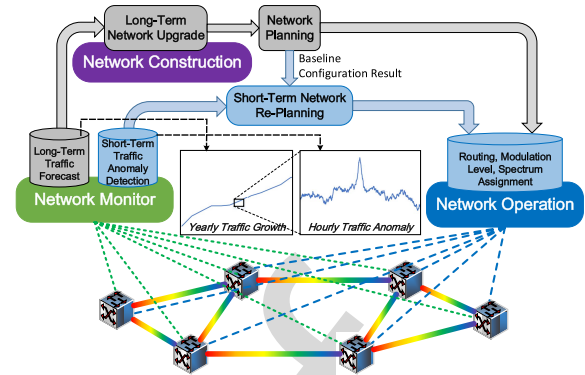 Long-Term
Network Upgrade
Network
Planning
Network Construction
Baseline
Configuration Result
Short-Term Network
Re-Planning
Long-Term
Traffic
Forecast
Short-Term
Traffic
Anomaly
Detection
Network Monitor
Yearly Traffic Growth
Hourly Traffic Anomaly
Routing, Modulation
Level, Spectrum
Assignment
Network Operation